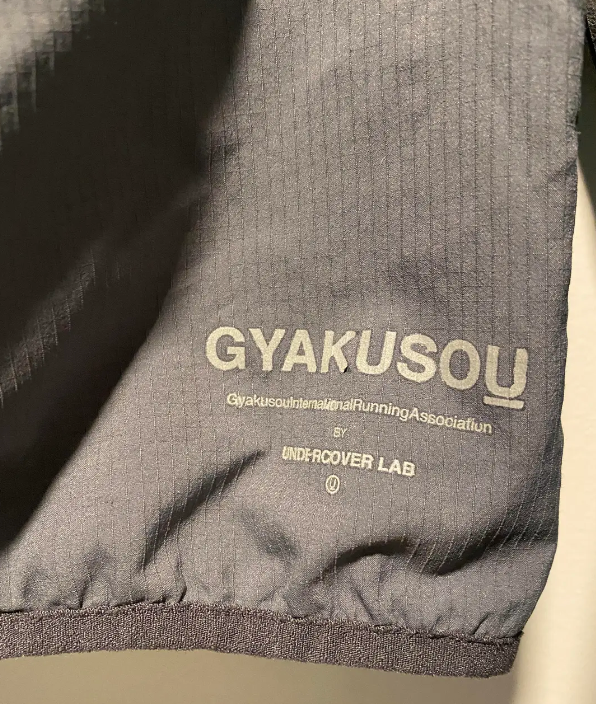 GYAKUSOU
GyakusouInternationalRunningAssociation
BY
UNDERCOVER LAB
U